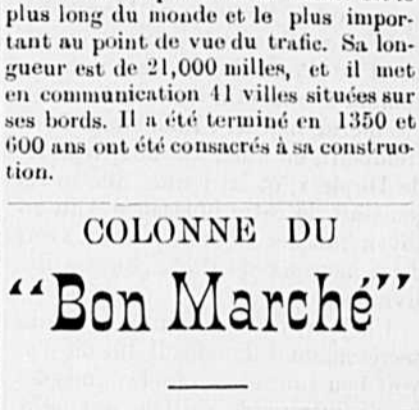 plus long du monde et le plus impor-
tant au point de vue du trafic. Sa lon-
gueur est de 21,000 milles, et il met
en communication 41 villes situées sur
ses bords. Il a été terminé en 1350 et
600 ans ont été consacrés à sa construc-
tion.
COLONNE DU
“Bon Marché”